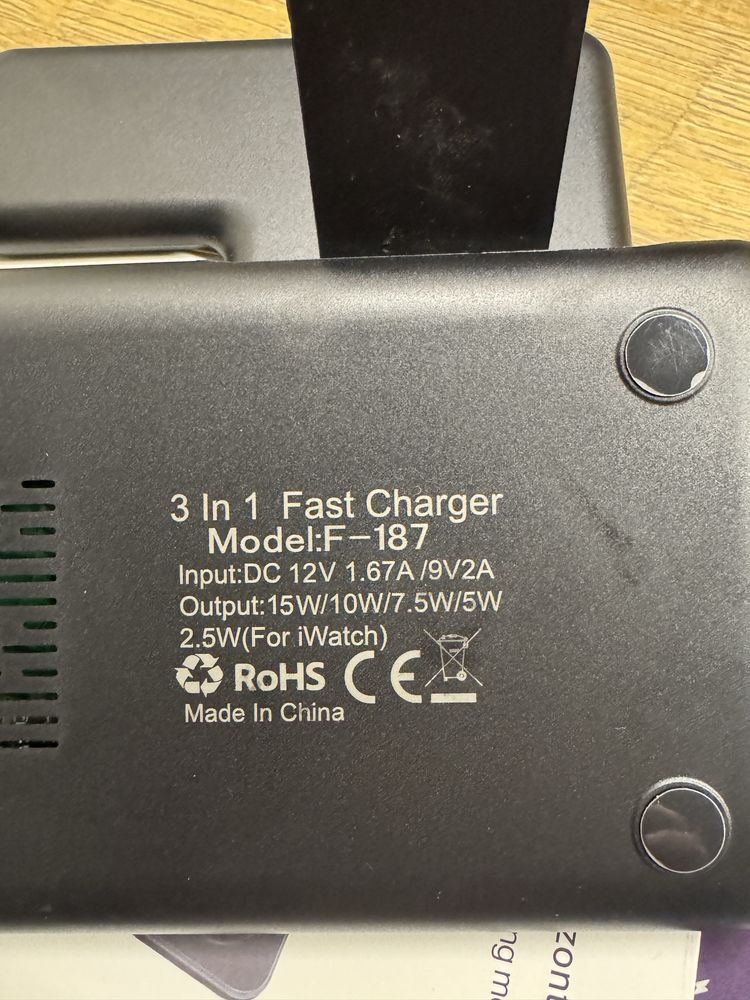 3 In 1 Fast Charger
Model:F-187
Input:DC 12V 1.67A /9V2A
Output:15W/10W/7.5W/5W
2.5W(For iWatch)
RoHS CE
Made In China